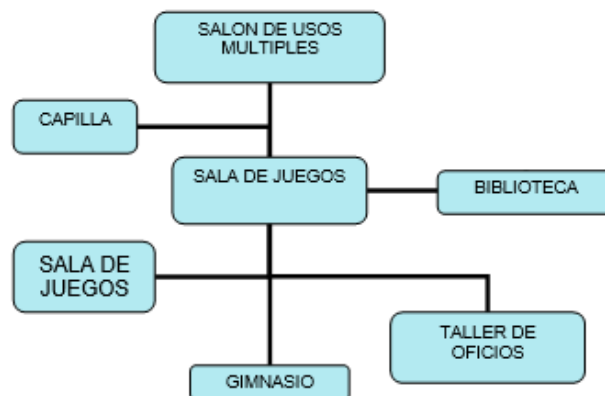 SALON DE USOS
MULTIPLES
CAPILLA
SALA DE JUEGOS
BIBLIOTECA
SALA DE
JUEGOS
TALLER DE
OFICIOS
GIMNASIO